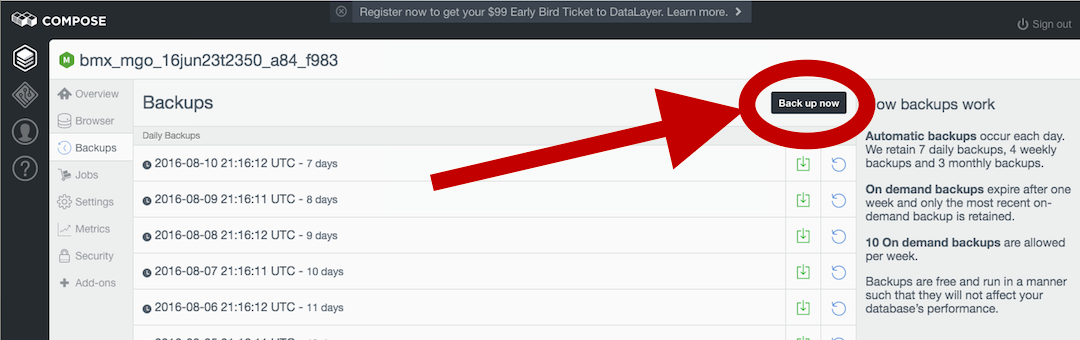 Register now to get your $99 Early Bird Ticket to DataLayer. Learn more.
COMPOSE
Sign out
M
bmx_mgo_16jun23t2350_a84_f983
Overview
Browser
Backups
Jobs
Settings
Metrics
Security
Add-ons
Backups
Back up now
Daily Backups
2016-08-10 21:16:12 UTC - 7 days
2016-08-09 21:16:11 UTC - 8 days
2016-08-08 21:16:12 UTC - 9 days
2016-08-07 21:16:11 UTC - 10 days
2016-08-06 21:16:12 UTC - 11 days
ow backups work
Automatic backups occur each day.
We retain 7 daily backups, 4 weekly
backups and 3 monthly backups.
On demand backups expire after one
week and only the most recent on-
demand backup is retained.
10 On demand backups are allowed
per week.
Backups are free and run in a manner
such that they will not affect your
database's performance.